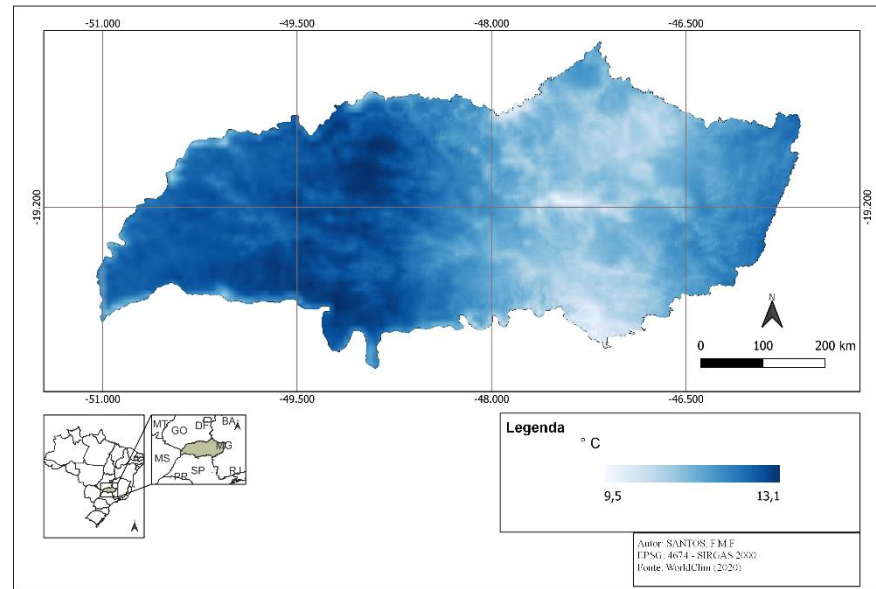 -51.000 -49.500 -48.000 -46.500
-19.200 -19.200
N
0 100 200 km
-51.000 -49.500 -48.000 -46.500
MT GO DF BA
MG
MS
SP
PR RJ
Legenda
° C
9,5 13,1
Autor: SANTOS, F.M.F
EPSG: 4674 - SIRGAS 2000
Fonte: WorldClim (2020)